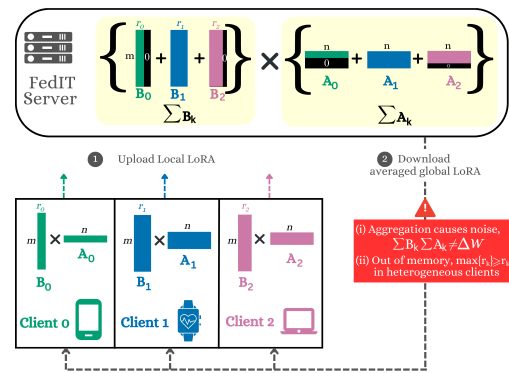 r₀ r₁ r₂
m 0 + + 0 × n n n
0 + + 0
FedIT
Server
B₀ B₁ B₂ A₀ A₁ A₂
∑Bₖ ∑Aₖ
1 Upload Local LoRA
2 Download
averaged global LoRA
r₀ r₁ r₂
m × n m × n m × n
A₀ A₁ A₂
B₀ B₁ B₂
Client 0 Client 1 Client 2
!
(i) Aggregation causes noise,
∑Bₖ∑Aₖ≠ΔW
(ii) Out of memory, max{rₖ}⩾rₖ
in heterogeneous clients